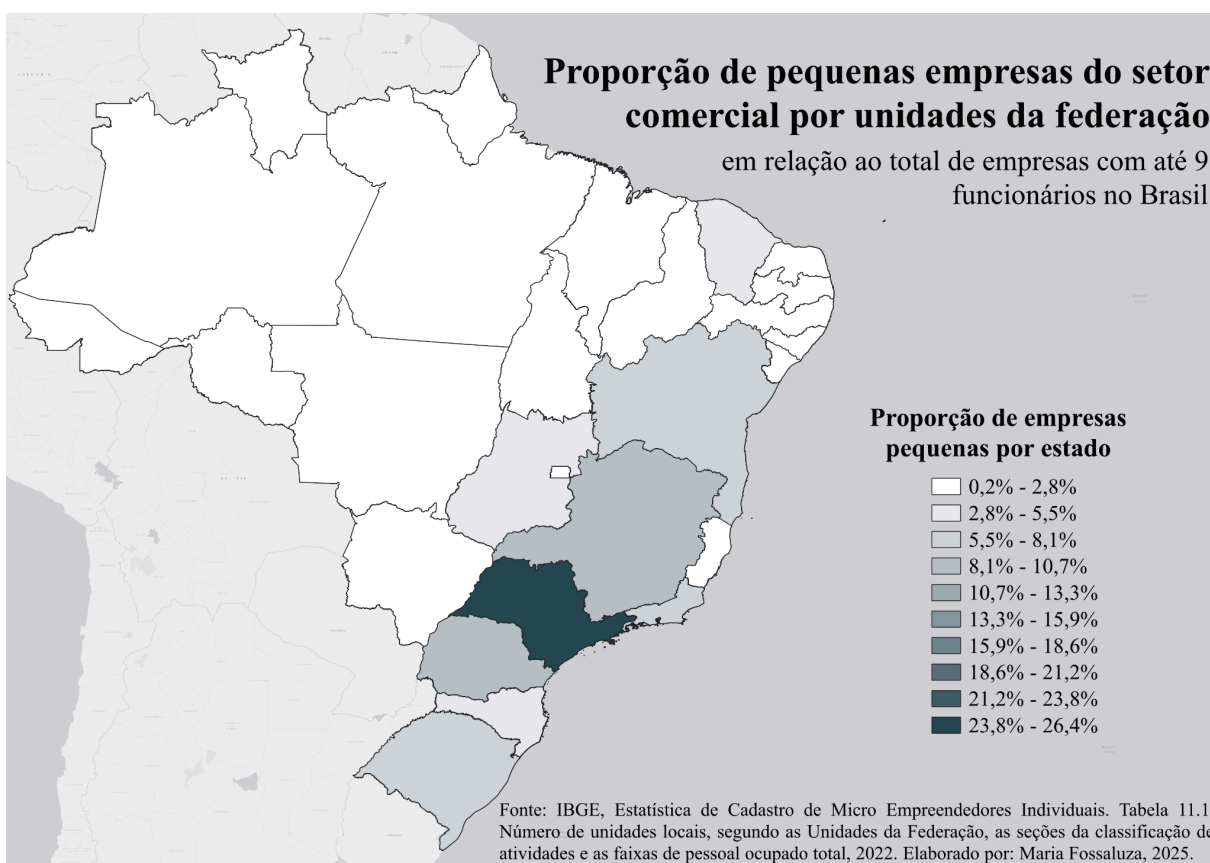 Proporção de pequenas empresas do setor
comercial por unidades da federação
em relação ao total de empresas com até 9
funcionários no Brasil
Proporção de empresas
pequenas por estado
0,2% - 2,8%
2,8% - 5,5%
5,5% - 8,1%
8,1% - 10,7%
10,7% - 13,3%
13,3% - 15,9%
15,9% - 18,6%
18,6% - 21,2%
21,2% - 23,8%
23,8% - 26,4%
Fonte: IBGE, Estatística de Cadastro de Micro Empreendedores Individuais. Tabela 11.1
Número de unidades locais, segundo as Unidades da Federação, as seções da classificação de
atividades e as faixas de pessoal ocupado total, 2022. Elaborado por: Maria Fossaluza, 2025.